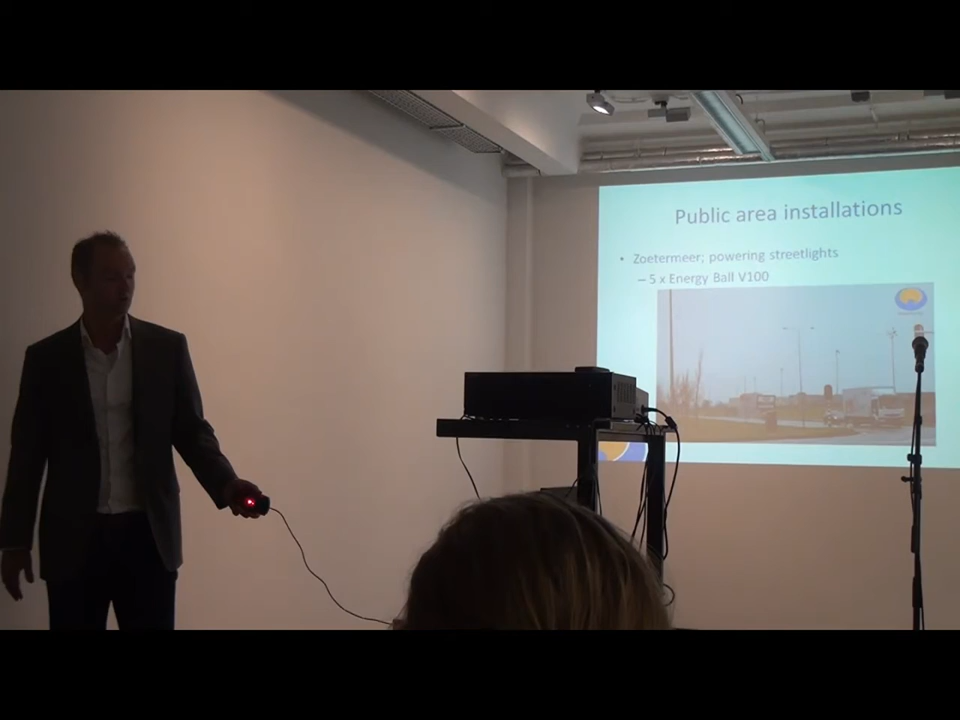 Public area installations
• Zoetermeer; powering streetlights
– 5 x Energy Ball V100